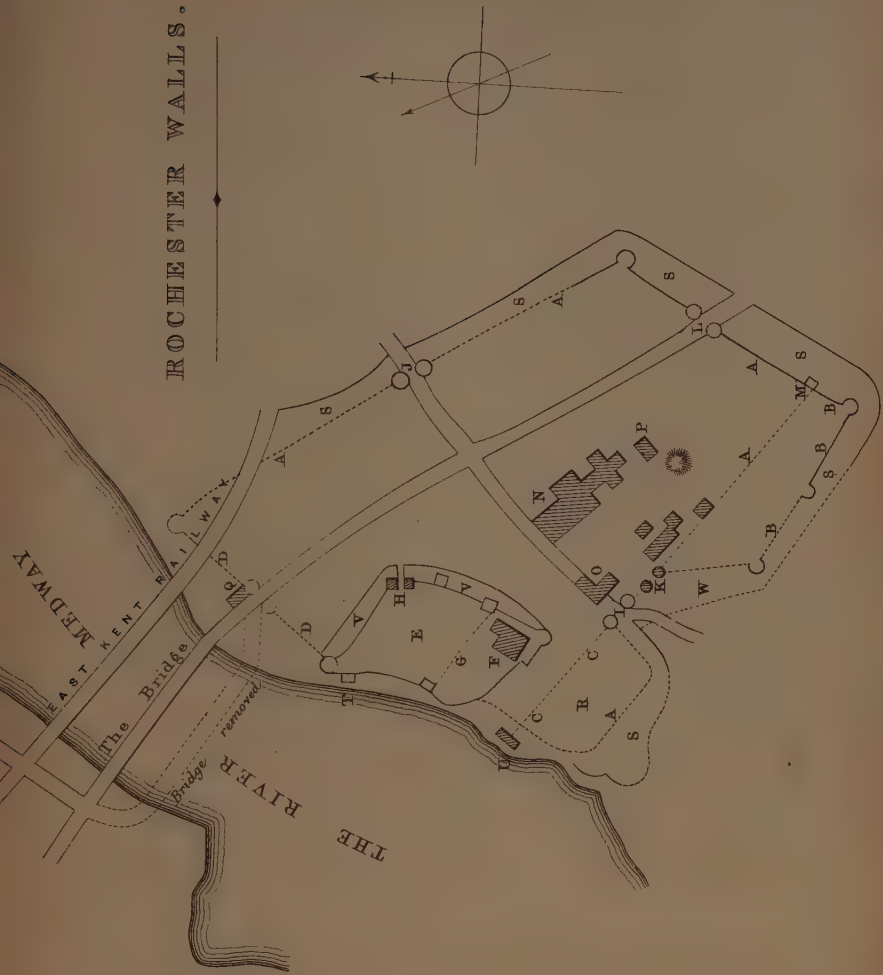 ROCHESTER WALLS.
THE RIVER MEDWAY
EAST KENT RAILWAY
The Bridge
Bridge removed
S
A
S
A
J
S
A
S
L
A
S
M
B
B
S
B
A
N
P
O
K
W
I
D
Q
D
V
H
V
E
G
F
T
C
C
R
A
S
U